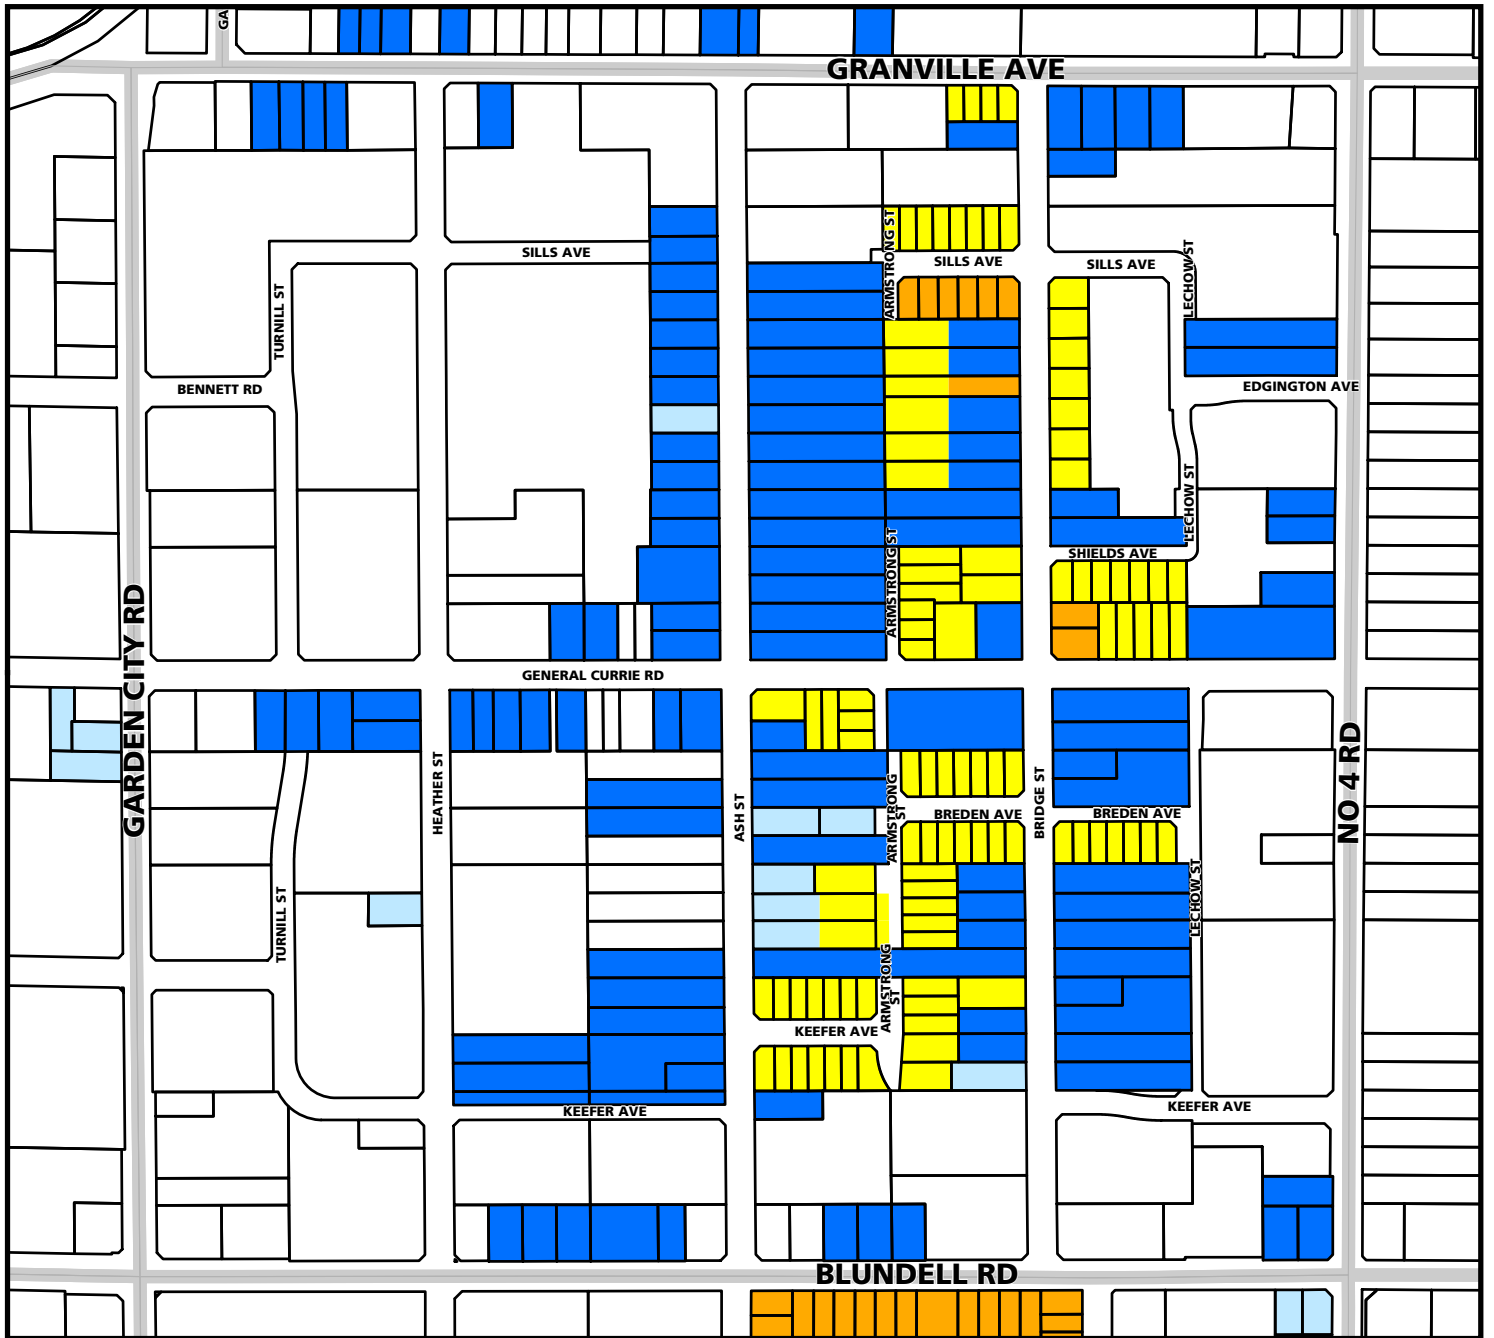 GA
GRANVILLE AVE
SILLS AVE
ARMSTRONG ST
SILLS AVE
SILLS AVE
LECHOW ST
TURNILL ST
BENNETT RD
EDGINGTON AVE
LECHOW ST
ARMSTRONG ST
SHIELDS AVE
GARDEN CITY RD
GENERAL CURRIE RD
NO 4 RD
HEATHER ST
ASH ST
ARMSTRONG
ST
BREDEN AVE
BRIDGE ST
BREDEN AVE
LECHOW ST
TURNILL ST
ARMSTRONG
ST
KEEFER AVE
KEEFER AVE
KEEFER AVE
BLUNDELL RD